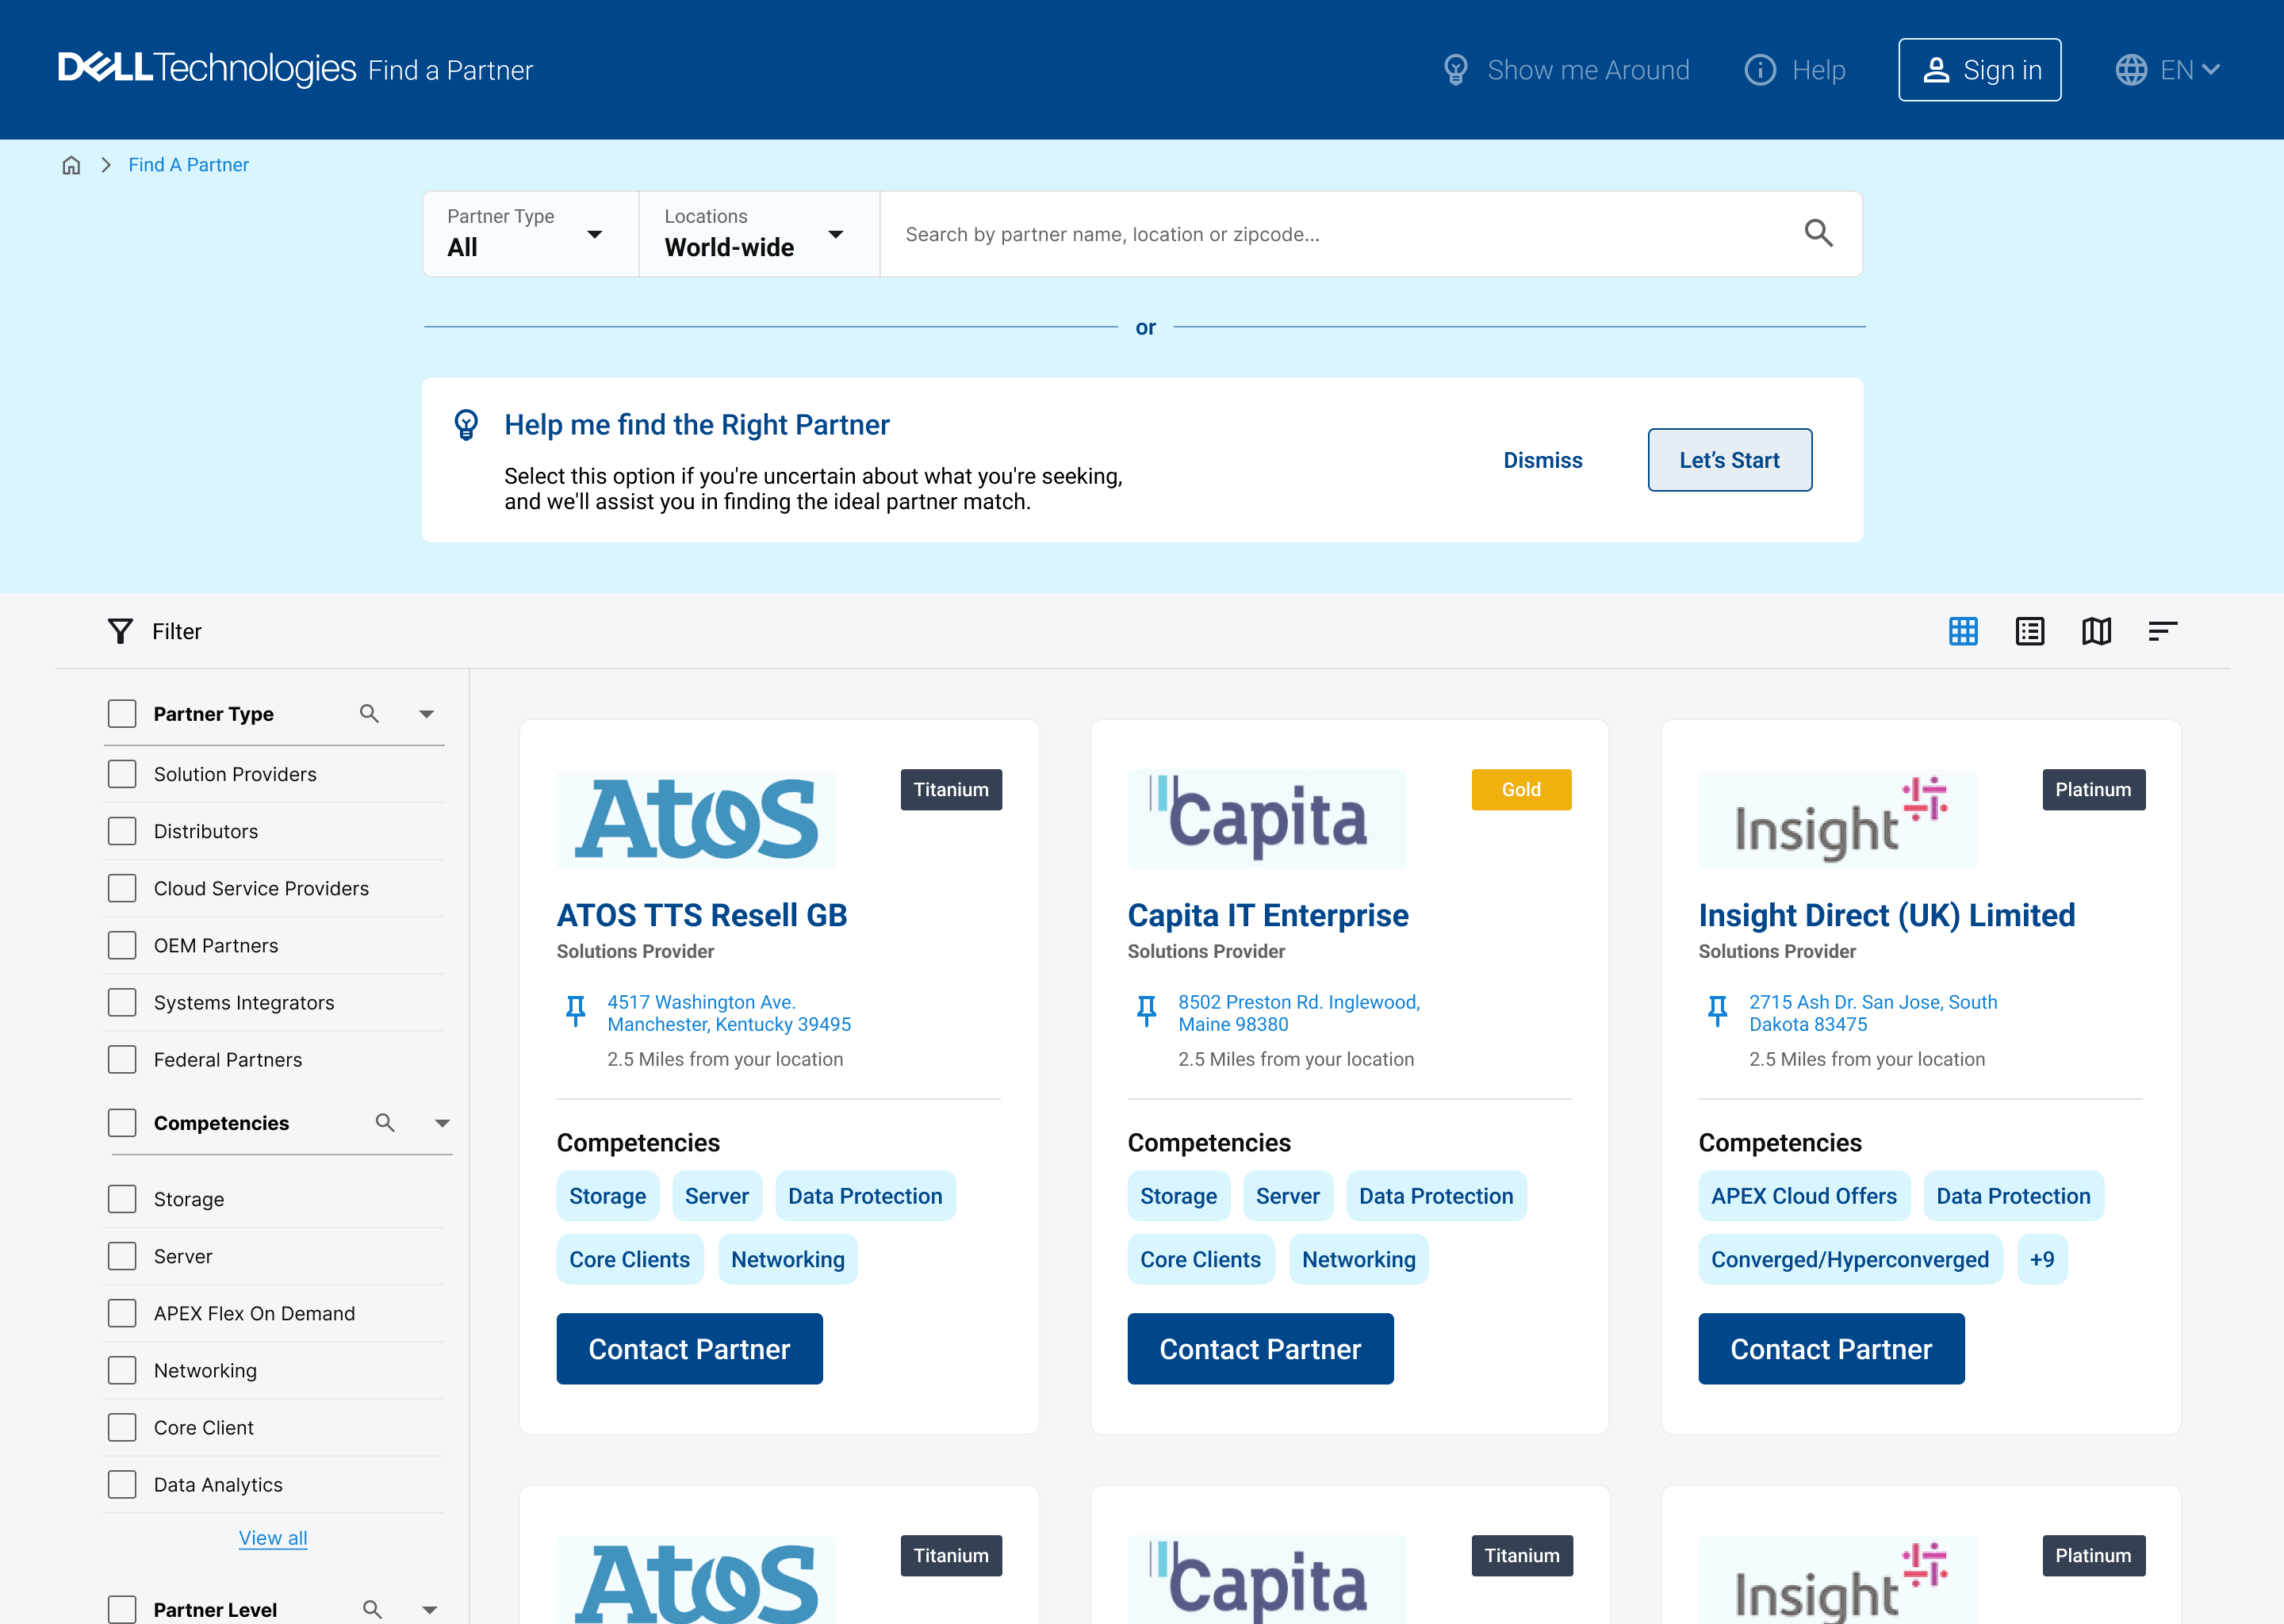 DELLTechnologies Find a Partner
Show me Around
Help
Sign in
EN
Find A Partner
Partner Type
All
Locations
World-wide
Search by partner name, location or zipcode...
or
Help me find the Right Partner
Select this option if you're uncertain about what you're seeking,
and we'll assist you in finding the ideal partner match.
Dismiss
Let's Start
Filter
Partner Type
Solution Providers
Distributors
Cloud Service Providers
OEM Partners
Systems Integrators
Federal Partners
Competencies
Storage
Server
APEX Flex On Demand
Networking
Core Client
Data Analytics
View all
Partner Level
Atos
Titanium
ATOS TTS Resell GB
Solutions Provider
4517 Washington Ave.
Manchester, Kentucky 39495
2.5 Miles from your location
Competencies
Storage Server Data Protection
Core Clients Networking
Contact Partner
Capita
Gold
Capita IT Enterprise
Solutions Provider
8502 Preston Rd. Inglewood,
Maine 98380
2.5 Miles from your location
Competencies
Storage Server Data Protection
Core Clients Networking
Contact Partner
Insight
Platinum
Insight Direct (UK) Limited
Solutions Provider
2715 Ash Dr. San Jose, South
Dakota 83475
2.5 Miles from your location
Competencies
APEX Cloud Offers Data Protection
Converged/Hyperconverged +9
Contact Partner
Atos
Titanium
Capita
Titanium
Insight
Platinum